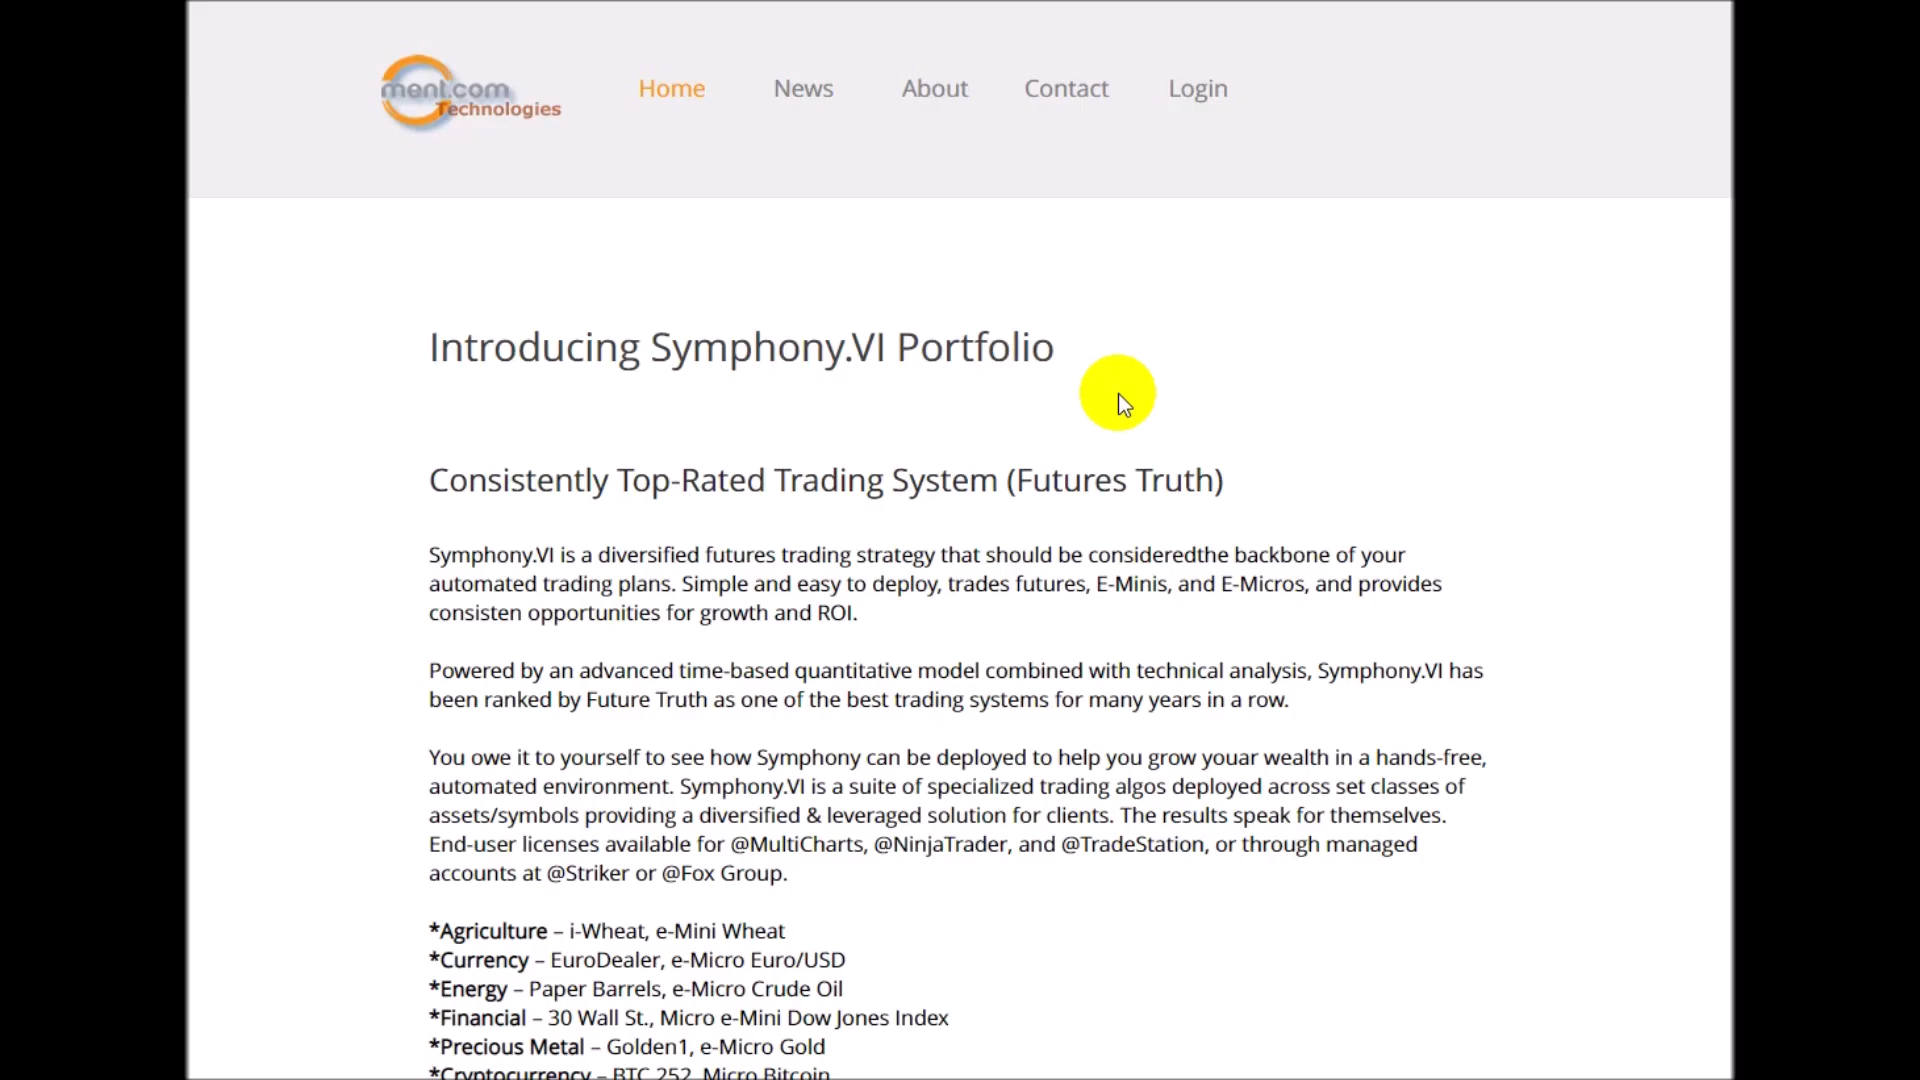 ment.com
Technologies
Home News About Contact Login
Introducing Symphony.VI Portfolio
Consistently Top-Rated Trading System (Futures Truth)
Symphony.VI is a diversified futures trading strategy that should be consideredthe backbone of your
automated trading plans. Simple and easy to deploy, trades futures, E-Minis, and E-Micros, and provides
consisten opportunities for growth and ROI.
Powered by an advanced time-based quantitative model combined with technical analysis, Symphony.VI has
been ranked by Future Truth as one of the best trading systems for many years in a row.
You owe it to yourself to see how Symphony can be deployed to help you grow youar wealth in a hands-free,
automated environment. Symphony.VI is a suite of specialized trading algos deployed across set classes of
assets/symbols providing a diversified & leveraged solution for clients. The results speak for themselves.
End-user licenses available for @MultiCharts, @NinjaTrader, and @TradeStation, or through managed
accounts at @Striker or @Fox Group.
*Agriculture – i-Wheat, e-Mini Wheat
*Currency – EuroDealer, e-Micro Euro/USD
*Energy – Paper Barrels, e-Micro Crude Oil
*Financial – 30 Wall St., Micro e-Mini Dow Jones Index
*Precious Metal – Golden1, e-Micro Gold
*Cryptocurrency – BTC 252, Micro Bitcoin